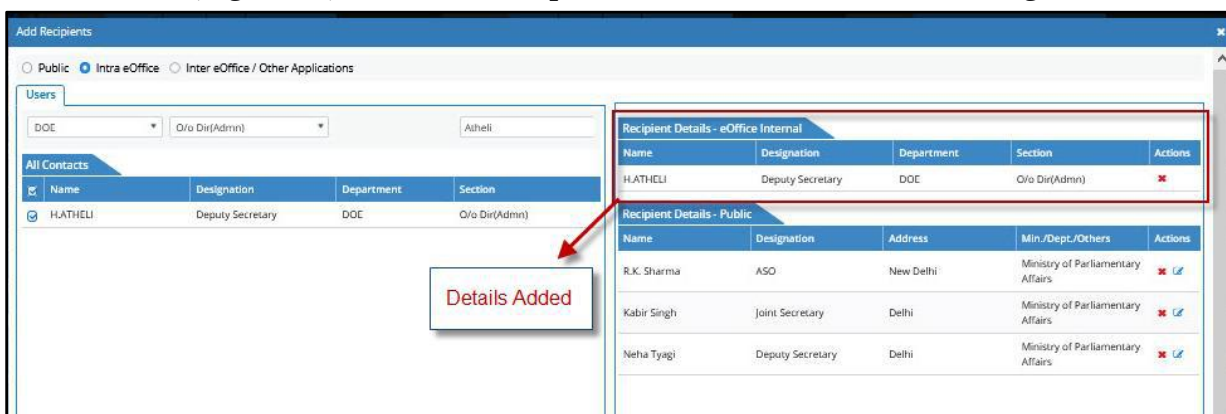 Add Recipients
Public Intra eOffice Inter eOffice / Other Applications
Users
DOE O/o Dir(Admn) Atheli
All Contacts
Name Designation Department Section
H.ATHELI Deputy Secretary DOE O/o Dir(Admn)
Recipient Details - eOffice Internal
Name Designation Department Section Actions
H.ATHELI Deputy Secretary DOE O/o Dir(Admn)
Recipient Details - Public
Name Designation Address Min./Dept./Others Actions
R.K. Sharma ASO New Delhi Ministry of Parliamentary
Affairs
Kabir Singh Joint Secretary Delhi Ministry of Parliamentary
Affairs
Neha Tyagi Deputy Secretary Delhi Ministry of Parliamentary
Affairs
Details Added